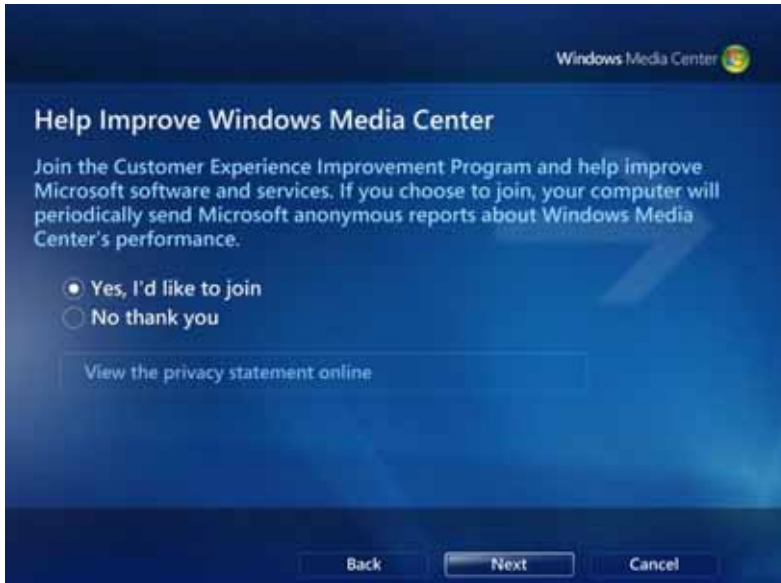 Windows Media Center
Help Improve Windows Media Center
Join the Customer Experience Improvement Program and help improve
Microsoft software and services. If you choose to join, your computer will
periodically send Microsoft anonymous reports about Windows Media
Center's performance.
Yes, I'd like to join
No thank you
View the privacy statement online
Back Next Cancel